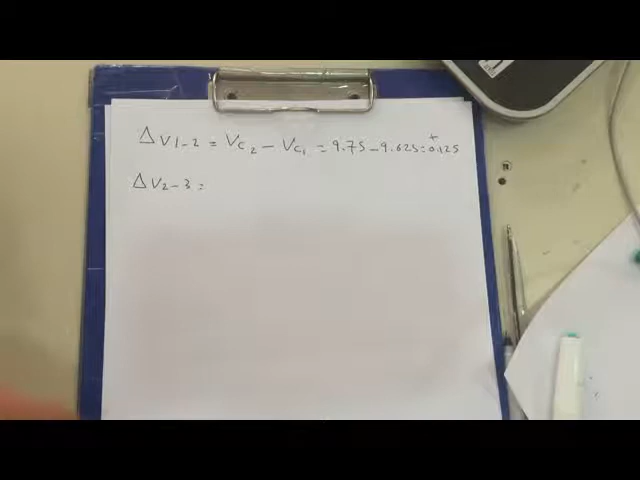 ΔV1-2 = VC2 - VC1 = 9.75 - 9.625 = +0.125
ΔV2-3 =